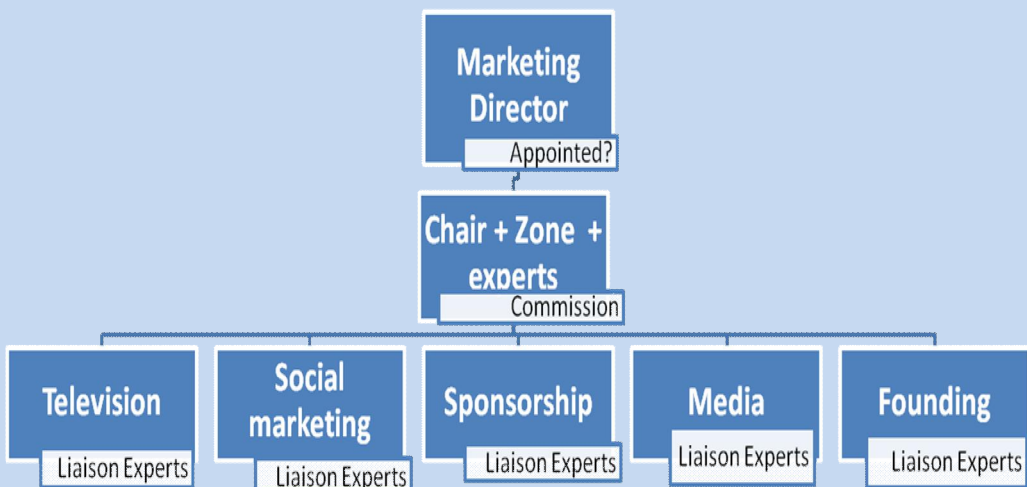 Marketing
Director
Appointed?
Chair + Zone +
experts
Commission
Television
Liaison Experts
Social
marketing
Liaison Experts
Sponsorship
Liaison Experts
Media
Liaison Experts
Founding
Liaison Experts